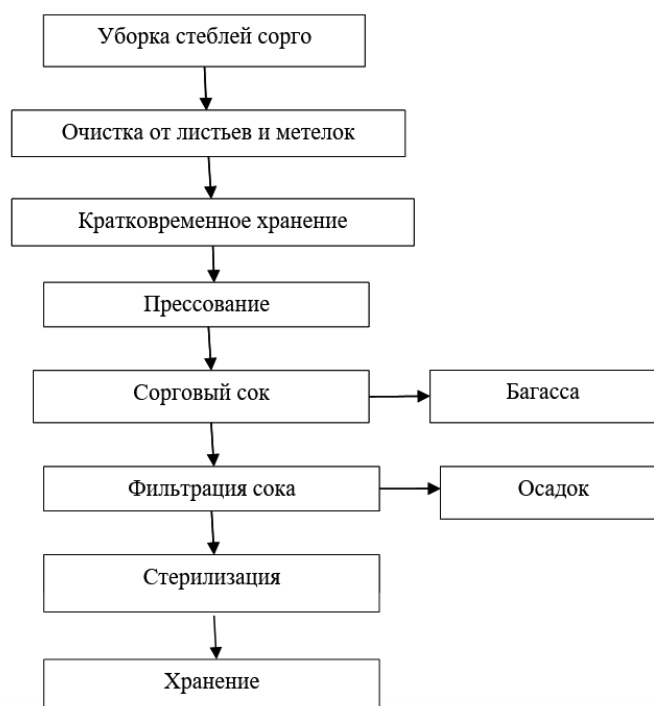 Уборка стеблей сорго
Очистка от листьев и метелок
Кратковременное хранение
Прессование
Сорговый сок
Багасса
Фильтрация сока
Осадок
Стерилизация
Хранение